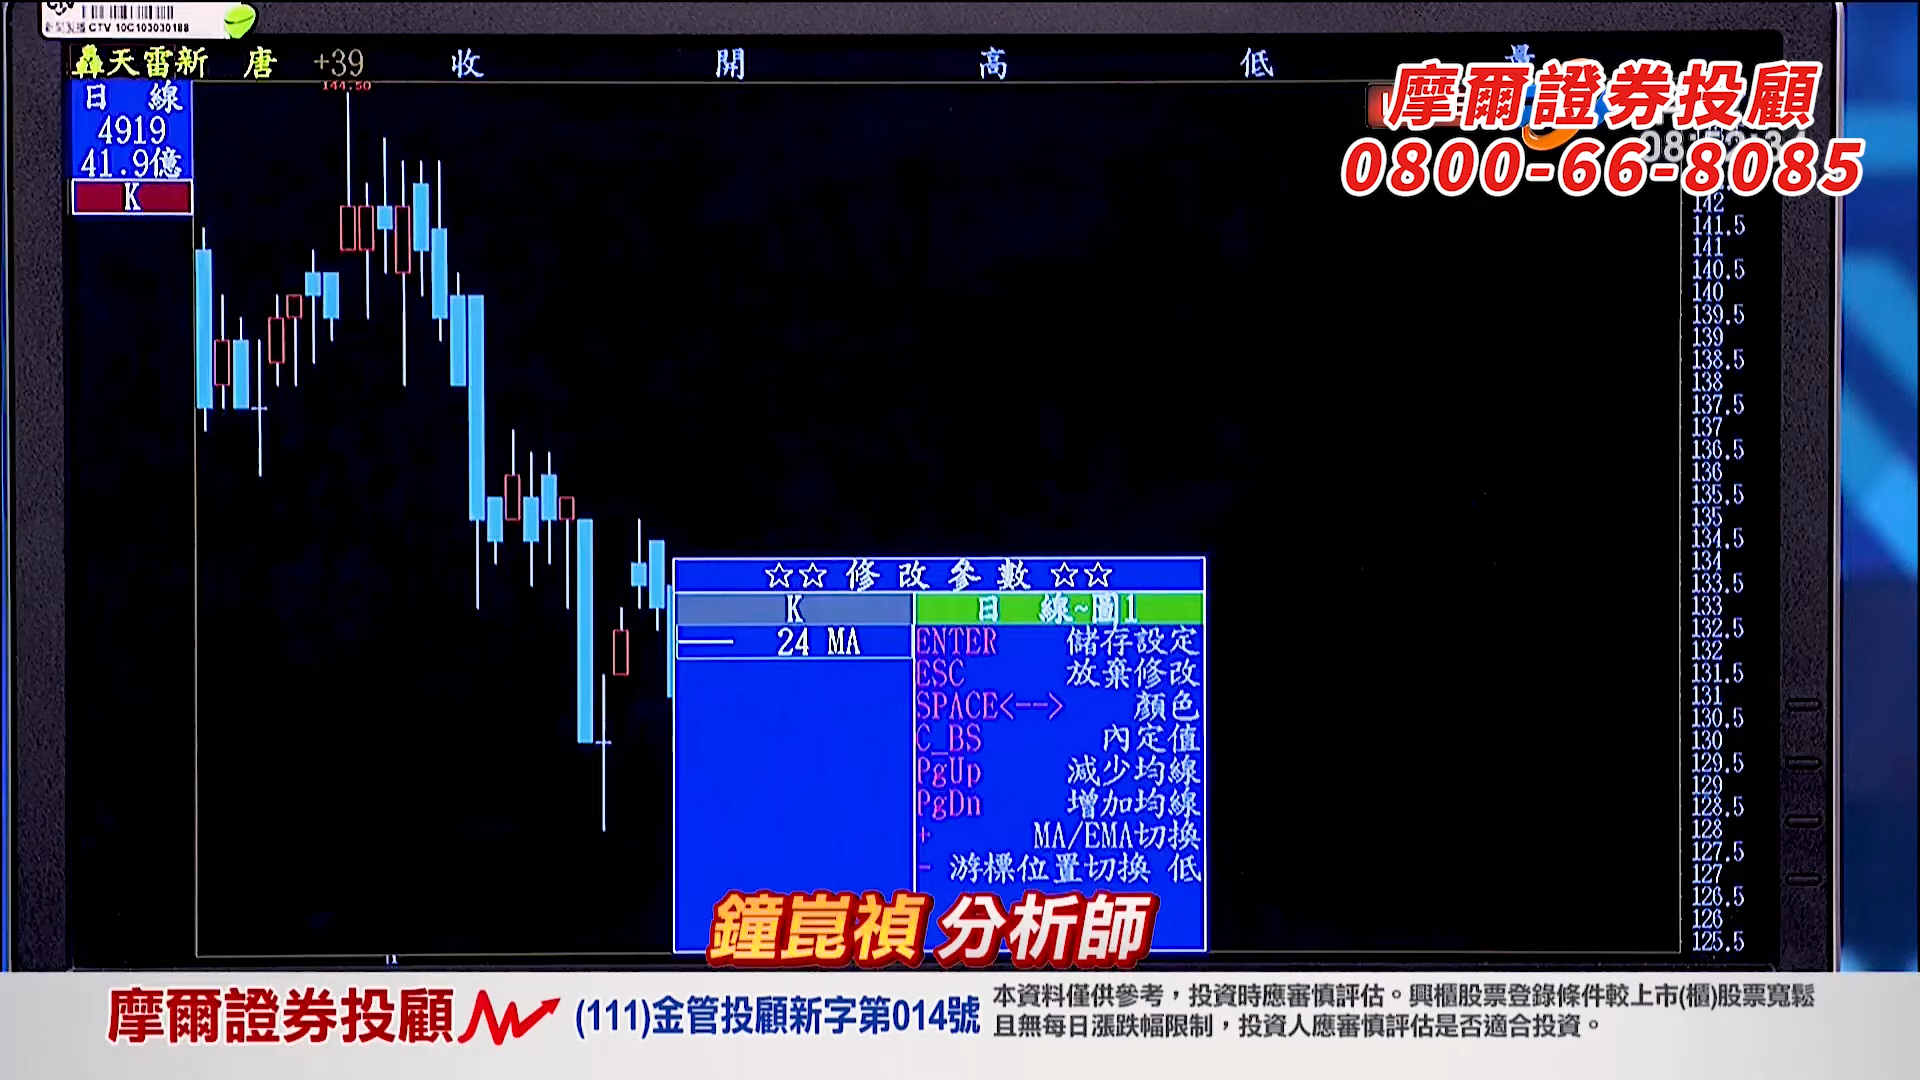 CTV 10C103030188
天雷新 唐 +39 收 開 高 低 量
日 線
4919
41.9億
K
144.50
摩爾證券投顧
0800-66-8085
142
141.5
141
140.5
140
139.5
139
138.5
138
137.5
137
136.5
136
135.5
135
134.5
134
133.5
133
132.5
132
131.5
131
130.5
130
129.5
129
128.5
128
127.5
127
126.5
126
125.5
☆☆ 修 改 參 數 ☆☆
K 日 線~圖1
24 MA
ENTER 儲存設定
ESC 放棄修改
SPACE<--> 顏色
C_BS 內定值
PgUp 減少均線
PgDn 增加均線
+ MA/EMA切換
- 游標位置切換 低
鐘崑禎 分析師
摩爾證券投顧
(111)金管投顧新字第014號
本資料僅供參考，投資時應審慎評估。興櫃股票登錄條件較上市(櫃)股票寬鬆
且無每日漲跌幅限制，投資人應審慎評估是否適合投資。